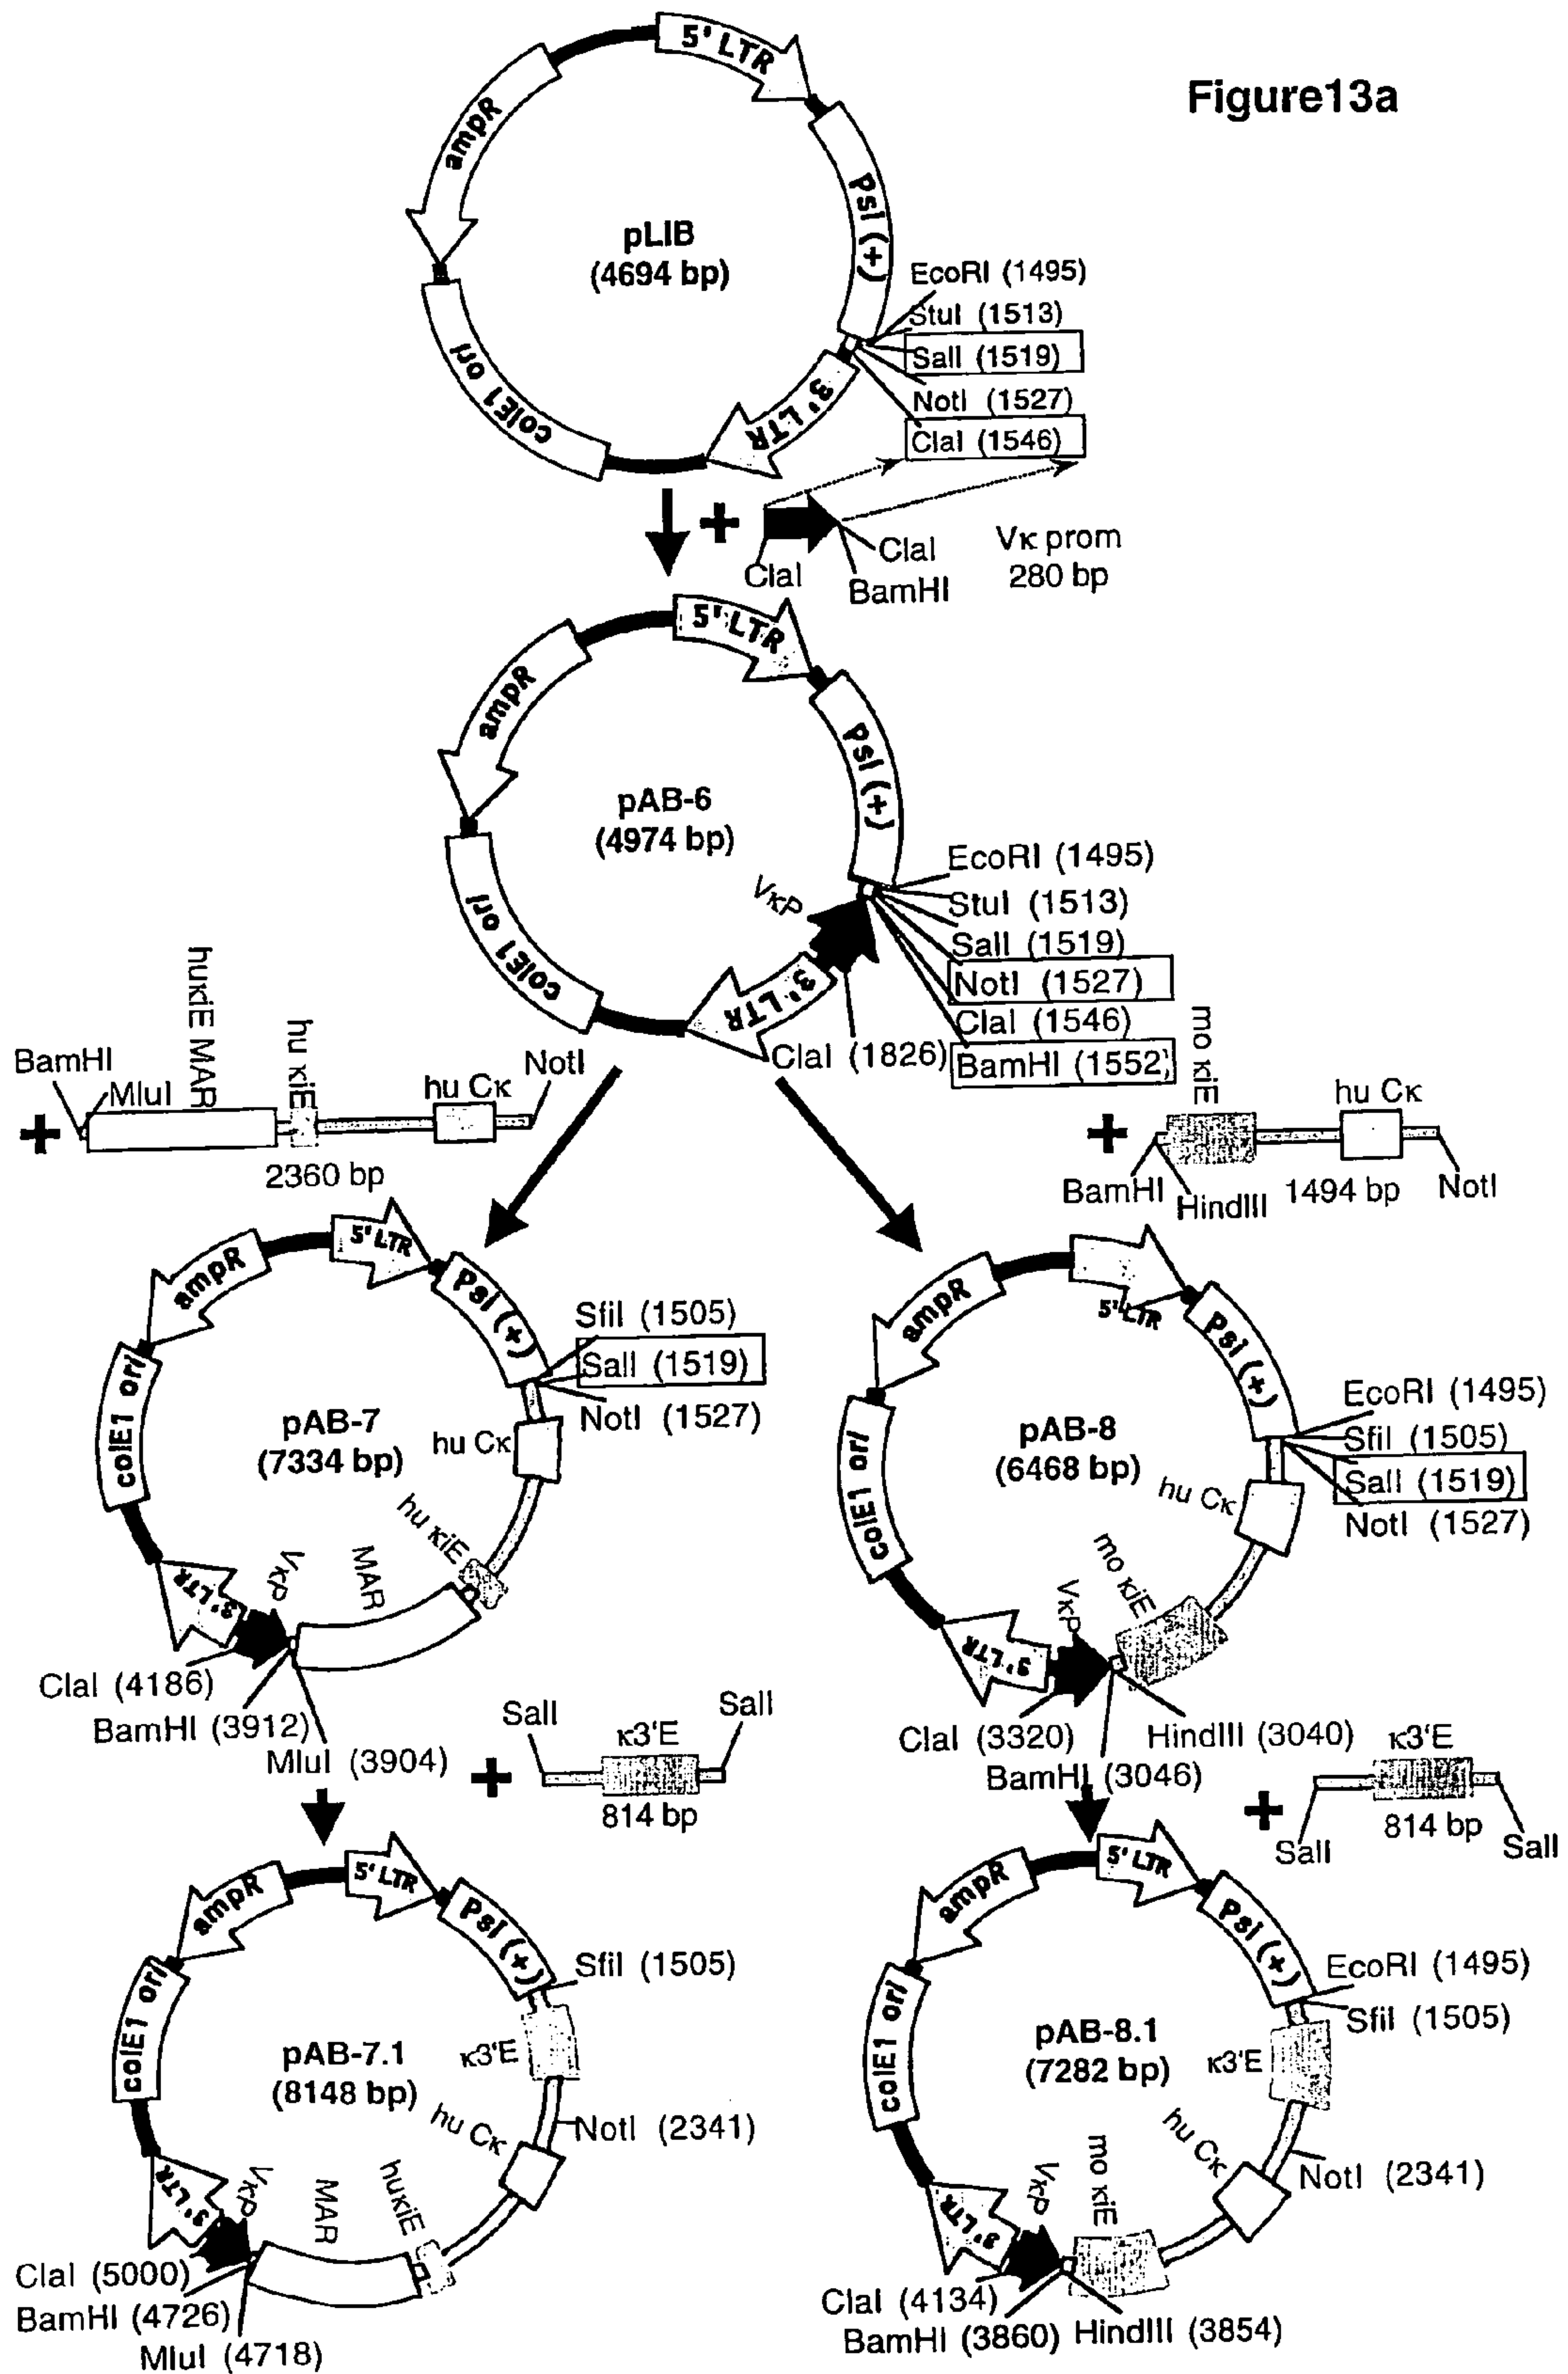 Figure13a
5' LTR
ampR
Psi (+)
pLIB
(4694 bp)
EcoRI (1495)
StuI (1513)
SalI (1519)
NotI (1527)
ClaI (1546)
colE1 ori
3' LTR
ClaI
ClaI
BamHI
Vκ prom
280 bp
+
5' LTR
ampR
Psi (+)
pAB-6
(4974 bp)
VκP
EcoRI (1495)
StuI (1513)
SalI (1519)
NotI (1527)
ClaI (1546)
BamHI (1552)
ClaI (1826)
colE1 ori
3' LTR
BamHI
MluI
huκiE MAR
hu κiE
hu Cκ
NotI
+
2360 bp
mo κiE
hu Cκ
+
BamHI
HindIII
1494 bp
NotI
5' LTR
ampR
Psi (+)
SfiI (1505)
SalI (1519)
NotI (1527)
pAB-7
(7334 bp)
hu Cκ
colE1 ori
hu κiE
MAR
VκP
3' LTR
ClaI (4186)
BamHI (3912)
MluI (3904)
5' LTR
ampR
Psi (+)
EcoRI (1495)
SfiI (1505)
SalI (1519)
NotI (1527)
pAB-8
(6468 bp)
hu Cκ
colE1 ori
mo κiE
VκP
3' LTR
ClaI (3320)
HindIII (3040)
BamHI (3046)
SalI
SalI
κ3'E
+
814 bp
κ3'E
+
814 bp
SalI
SalI
5' LTR
ampR
Psi (+)
SfiI (1505)
pAB-7.1
(8148 bp)
κ3'E
NotI (2341)
hu Cκ
colE1 ori
huκiE
MAR
VκP
3' LTR
ClaI (5000)
BamHI (4726)
MluI (4718)
5' LTR
ampR
Psi (+)
EcoRI (1495)
SfiI (1505)
pAB-8.1
(7282 bp)
κ3'E
NotI (2341)
hu Cκ
colE1 ori
mo κiE
VκP
3' LTR
ClaI (4134)
BamHI (3860)
HindIII (3854)